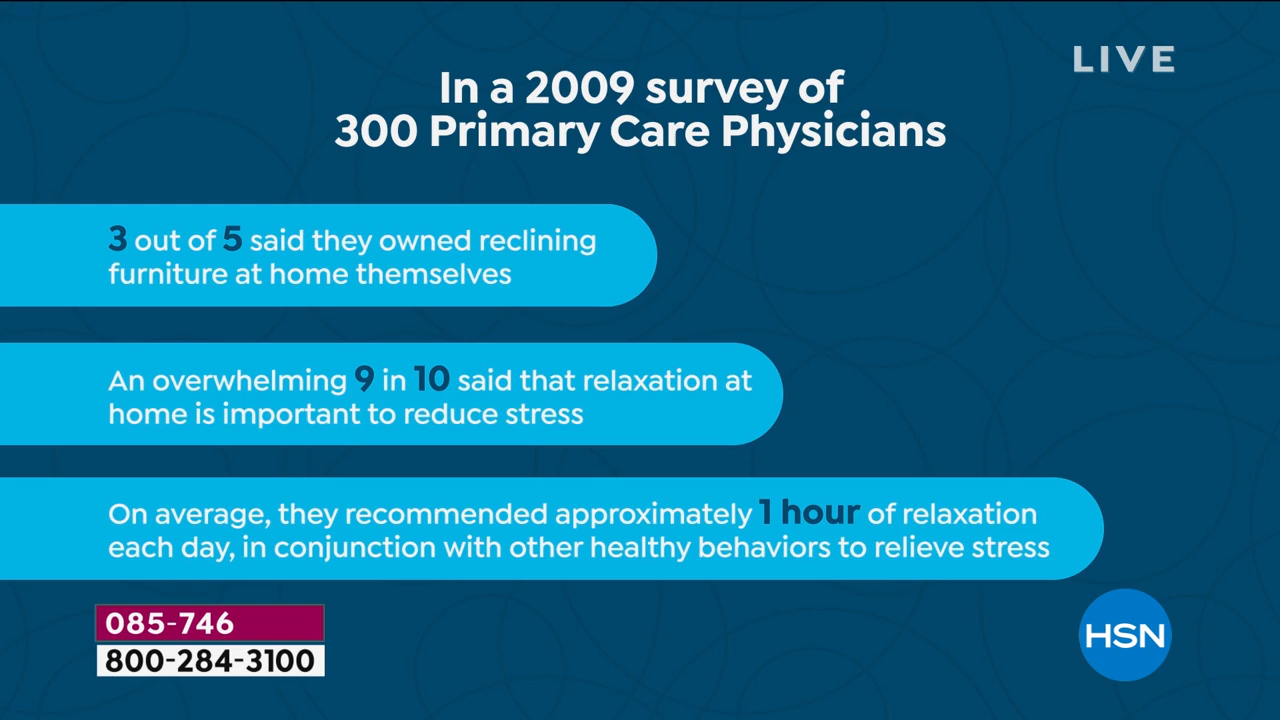 LIVE
In a 2009 survey of
300 Primary Care Physicians
3 out of 5 said they owned reclining
furniture at home themselves
An overwhelming 9 in 10 said that relaxation at
home is important to reduce stress
On average, they recommended approximately 1 hour of relaxation
each day, in conjunction with other healthy behaviors to relieve stress
085-746
800-284-3100
HSN